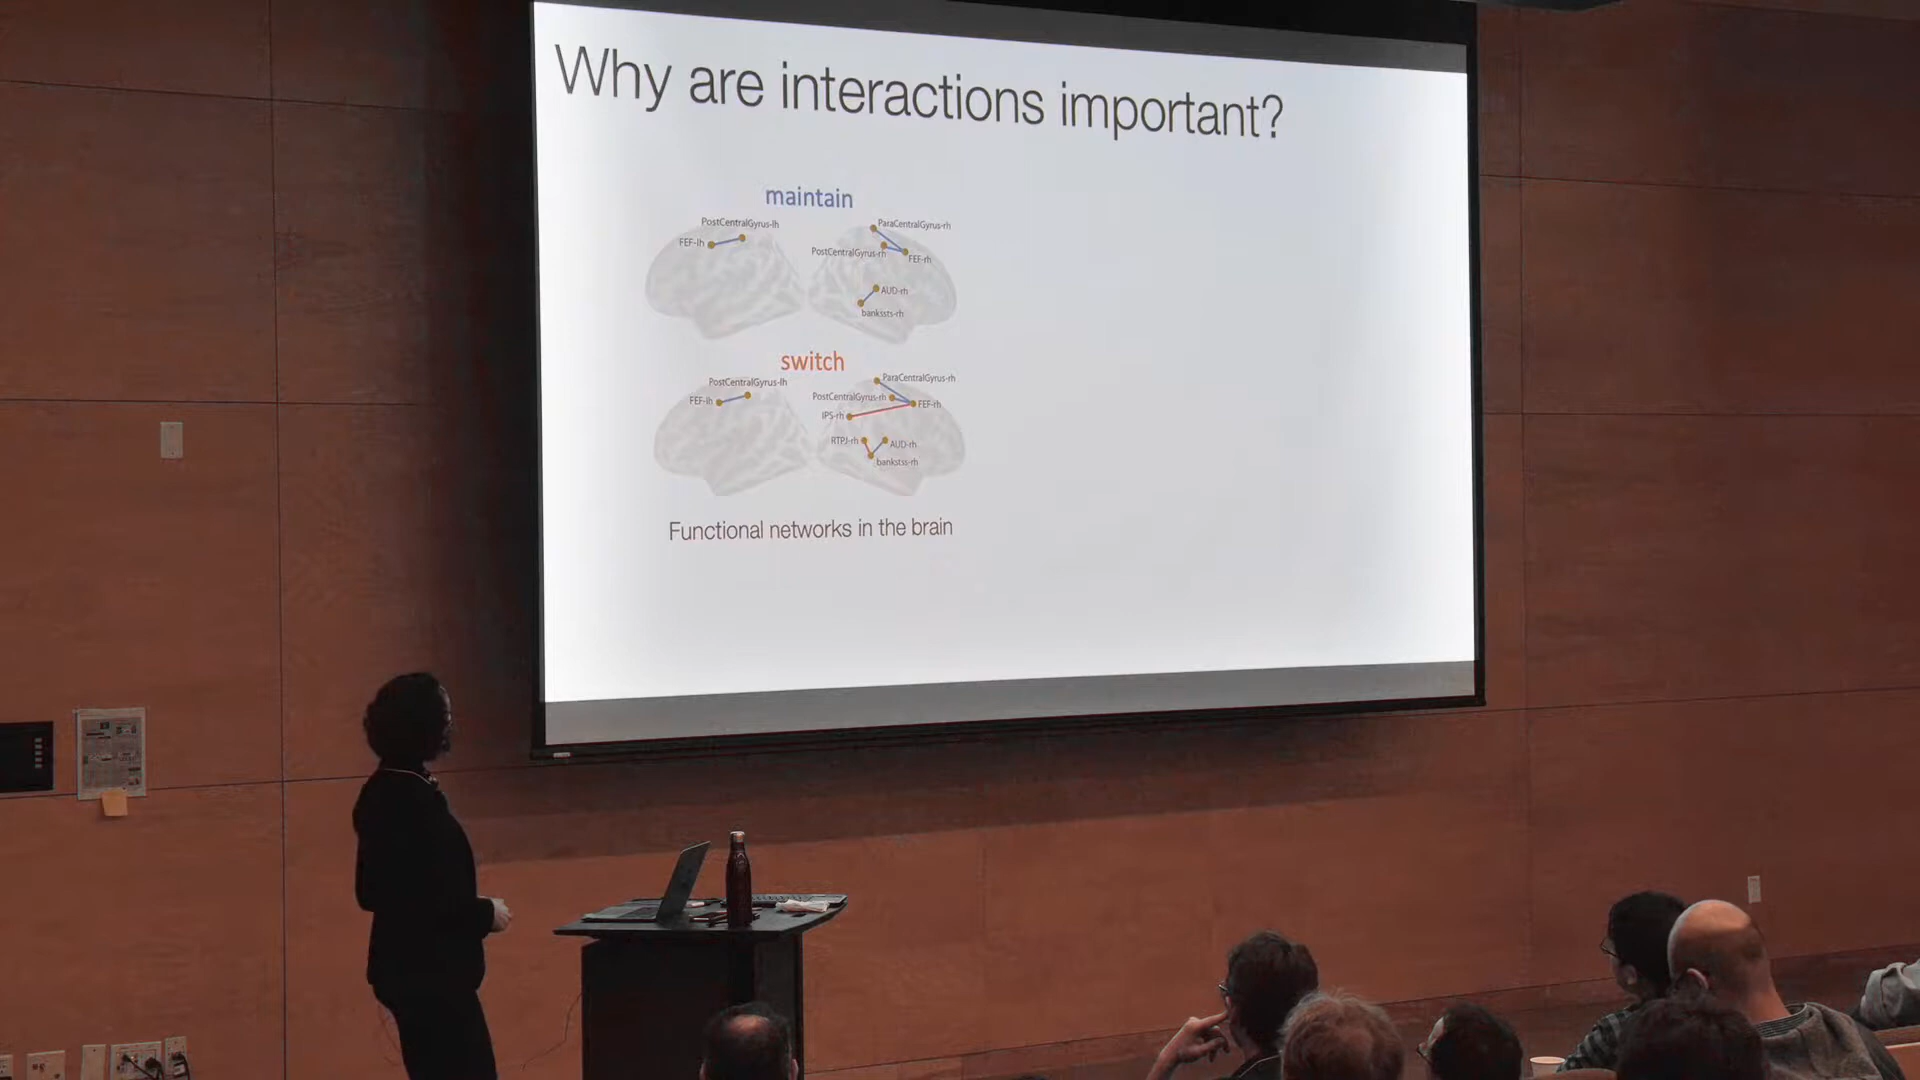 Why are interactions important?
maintain
PostCentralGyrus-lh
FEF-lh
ParaCentralGyrus-rh
PostCentralGyrus-rh
FEF-rh
AUD-rh
bankssts-rh
switch
PostCentralGyrus-lh
FEF-lh
ParaCentralGyrus-rh
PostCentralGyrus-rh
FEF-rh
IPS-rh
RTPJ-rh
AUD-rh
bankstss-rh
Functional networks in the brain